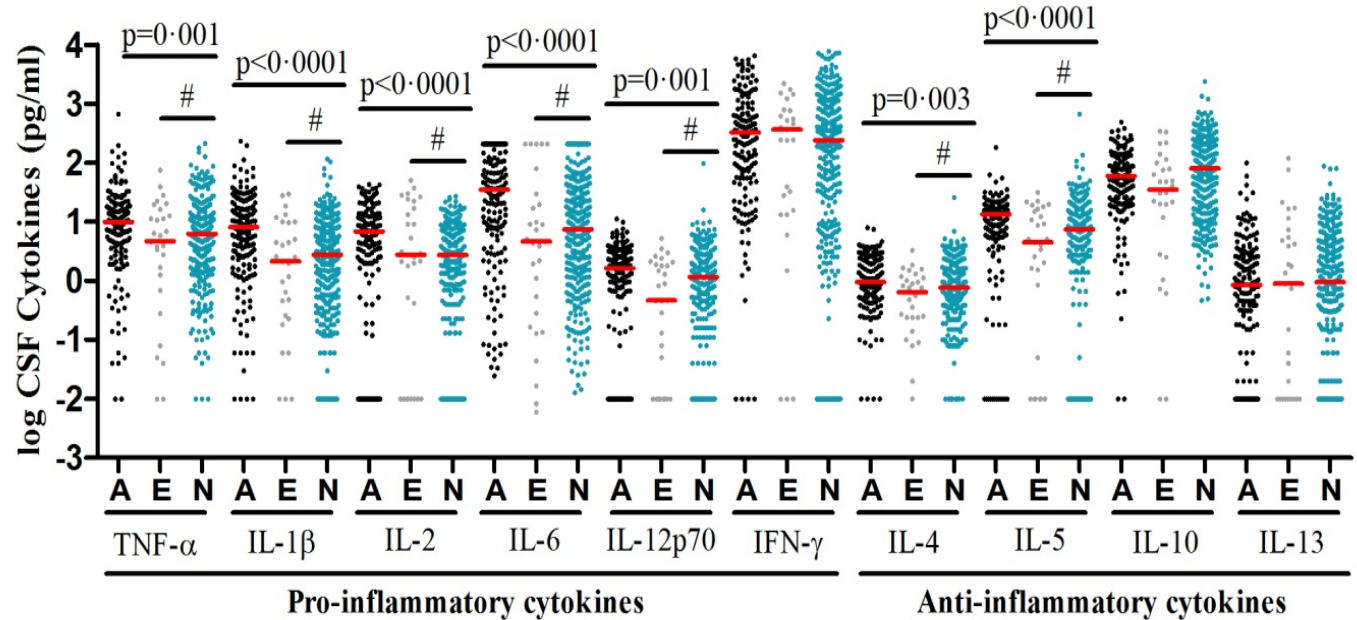 log CSF Cytokines (pg/ml)
4
3
2
1
0
-1
-2
-3
p=0·001
#
p<0·0001
#
p<0·0001
#
p<0·0001
#
p=0·001
#
p=0·003
#
p<0·0001
#
A E N A E N A E N A E N A E N A E N A E N A E N A E N A E N
TNF-α IL-1β IL-2 IL-6 IL-12p70 IFN-γ IL-4 IL-5 IL-10 IL-13
Pro-inflammatory cytokines Anti-inflammatory cytokines